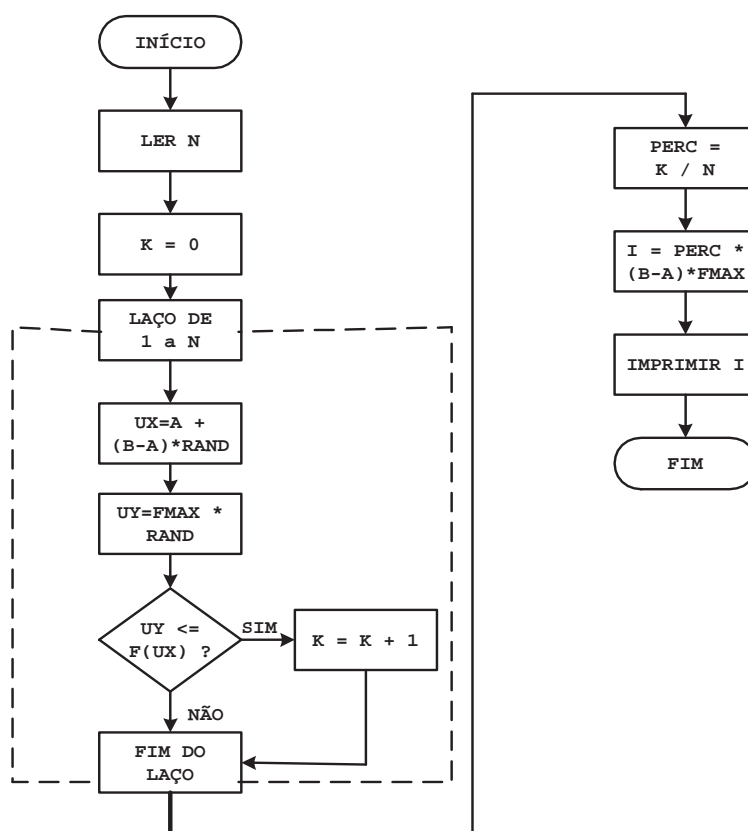 INÍCIO
LER N
K = 0
LAÇO DE
1 a N
UX=A +
(B-A)*RAND
UY=FMAX *
RAND
UY <=
F(UX) ?
SIM
K = K + 1
NÃO
FIM DO
LAÇO
PERC =
K / N
I = PERC *
(B-A)*FMAX
IMPRIMIR I
FIM